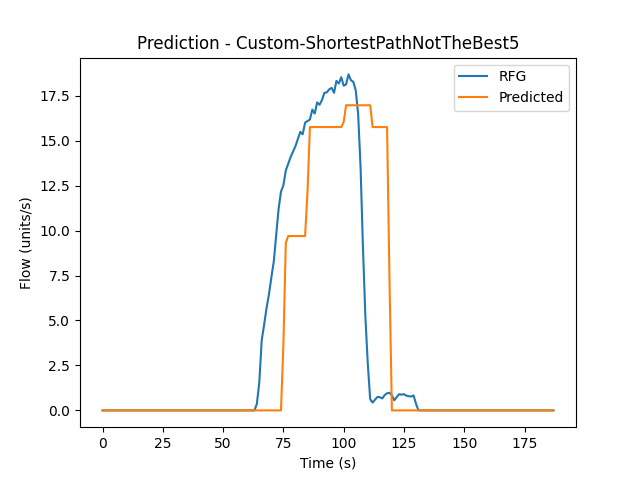 Prediction - Custom-ShortestPathNotTheBest5
RFG
Predicted
Flow (units/s)
17.5
15.0
12.5
10.0
7.5
5.0
2.5
0.0
0 25 50 75 100 125 150 175
Time (s)